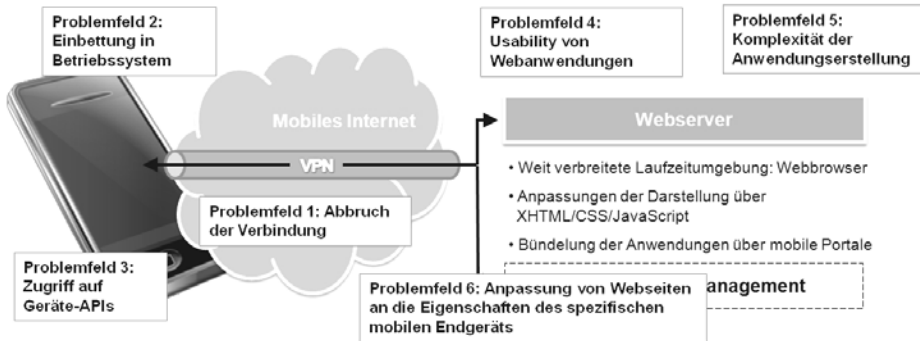 Problemfeld 2:
Einbettung in
Betriebssystem
Problemfeld 4:
Usability von
Webanwendungen
Problemfeld 5:
Komplexität der
Anwendungserstellung
Mobiles Internet
Webserver
VPN
• Weit verbreitete Laufzeitumgebung: Webbrowser
• Anpassungen der Darstellung über
XHTML/CSS/JavaScript
• Bündelung der Anwendungen über mobile Portale
Problemfeld 1: Abbruch
der Verbindung
Problemfeld 3:
Zugriff auf
Geräte-APIs
Problemfeld 6: Anpassung von Webseiten
an die Eigenschaften des spezifischen
mobilen Endgeräts
anagement